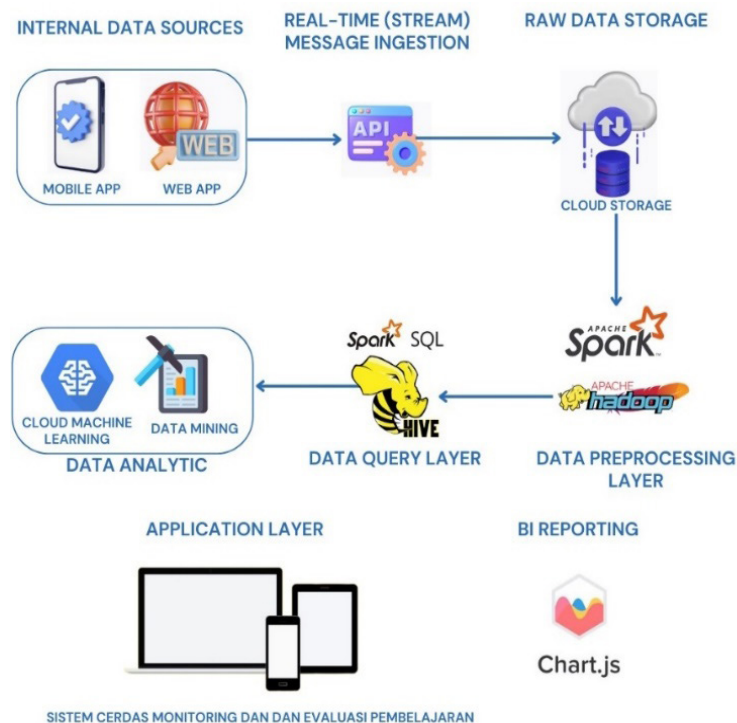 INTERNAL DATA SOURCES
REAL-TIME (STREAM)
MESSAGE INGESTION
RAW DATA STORAGE
WEB
API
MOBILE APP
WEB APP
CLOUD STORAGE
APACHE
Spark
APACHE
hadoop
Spark SQL
HIVE
CLOUD MACHINE
LEARNING
DATA MINING
DATA ANALYTIC
DATA QUERY LAYER
DATA PREPROCESSING
LAYER
APPLICATION LAYER
BI REPORTING
Chart.js
SISTEM CERDAS MONITORING DAN DAN EVALUASI PEMBELAJARAN